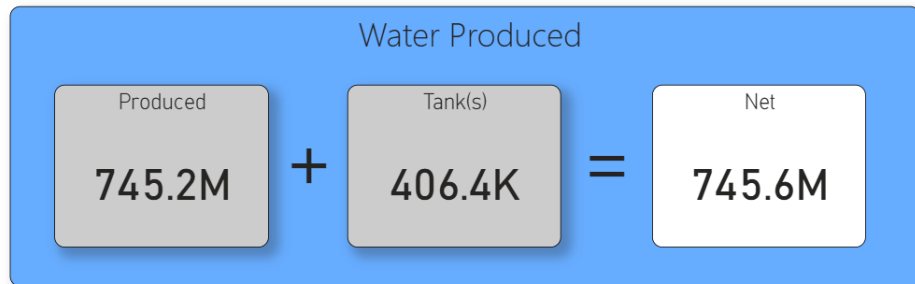 Water Produced
Produced
Tank(s)
Net
745.2M + 406.4K = 745.6M